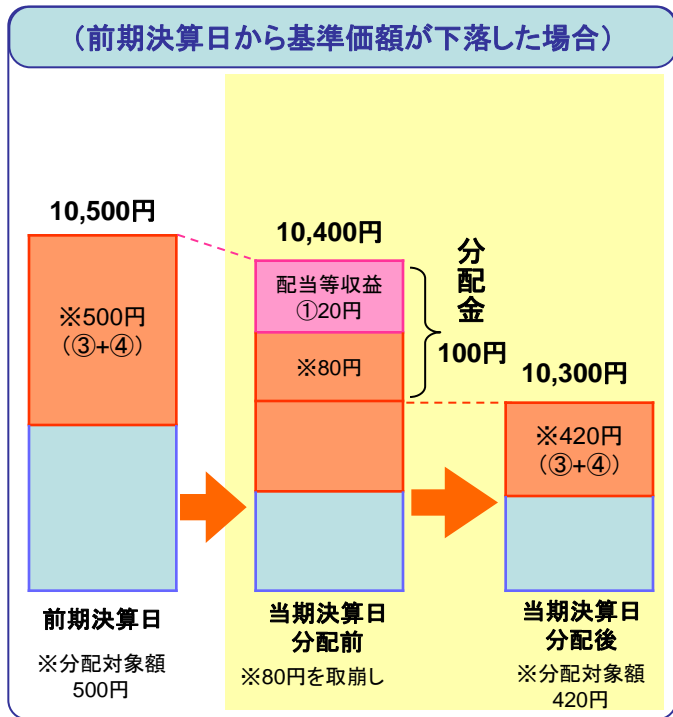 （前期決算日から基準価額が下落した場合）
10,500円
※500円
（③+④）
前期決算日
※分配対象額
500円
10,400円
配当等収益
①20円
※80円
分配金
100円
当期決算日
分配前
※80円を取崩し
10,300円
※420円
（③+④）
当期決算日
分配後
※分配対象額
420円